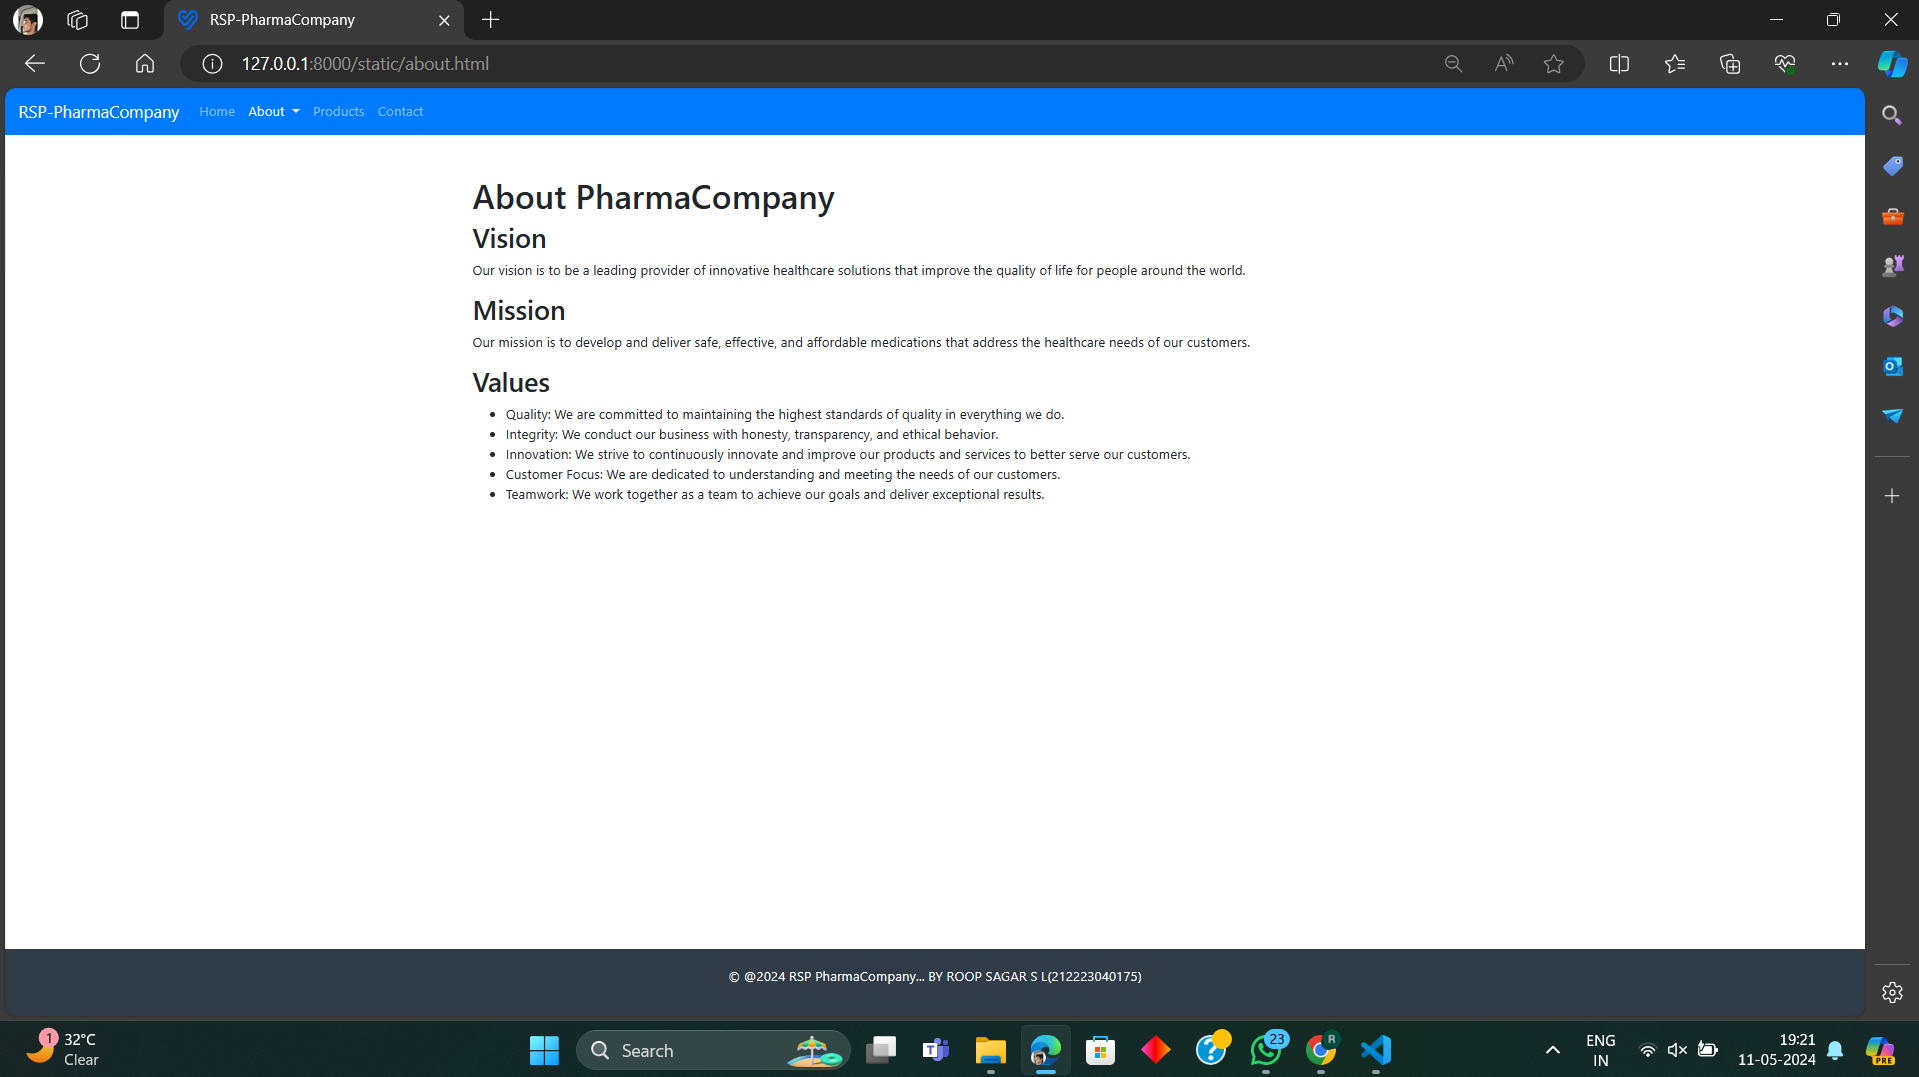 RSP-PharmaCompany
127.0.0.1:8000/static/about.html
RSP-PharmaCompany Home About Products Contact
About PharmaCompany
Vision
Our vision is to be a leading provider of innovative healthcare solutions that improve the quality of life for people around the world.
Mission
Our mission is to develop and deliver safe, effective, and affordable medications that address the healthcare needs of our customers.
Values
• Quality: We are committed to maintaining the highest standards of quality in everything we do.
• Integrity: We conduct our business with honesty, transparency, and ethical behavior.
• Innovation: We strive to continuously innovate and improve our products and services to better serve our customers.
• Customer Focus: We are dedicated to understanding and meeting the needs of our customers.
• Teamwork: We work together as a team to achieve our goals and deliver exceptional results.
© @2024 RSP PharmaCompany... BY ROOP SAGAR S L(212223040175)
1 32°C
Clear
Search
23
R
ENG
IN
19:21
11-05-2024
PRE